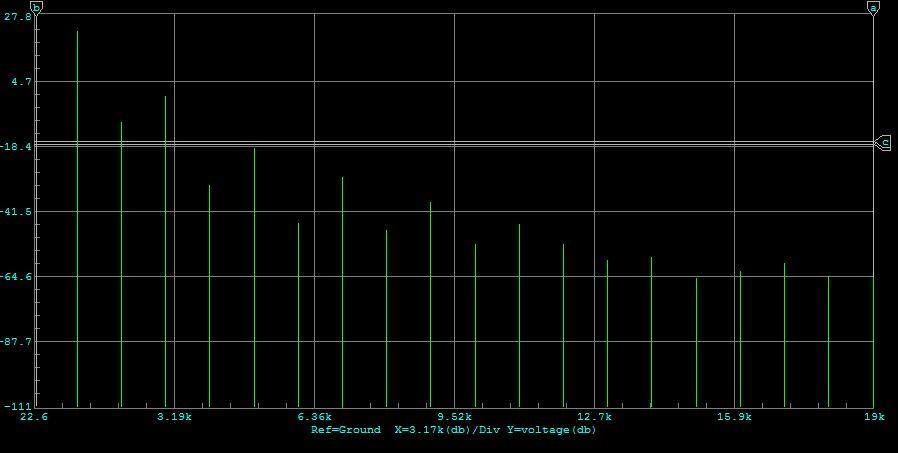 b a
27.8
4.7
-18.4 c
-41.5
-64.6
-87.7
-111
22.6 3.19k 6.36k 9.52k 12.7k 15.9k 19k
Ref=Ground X=3.17k(db)/Div Y=voltage(db)